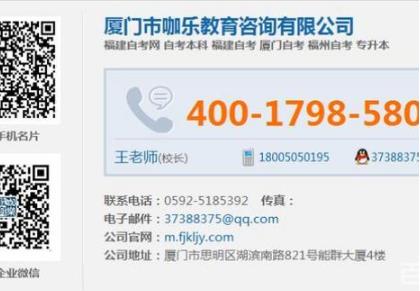 厦门市咖乐教育咨询有限公司
福建自考网 自考本科 福建自考 厦门自考 福州自考 专升本
400-1798-580
王老师(校长) 18005050195 37388375
手机名片
联系电话：0592-5185392 传真：
电子邮件：37388375@qq.com
公司官网：m.fjkljy.com
公司地址：厦门市思明区湖滨南路821号能群大厦4楼
企业微信